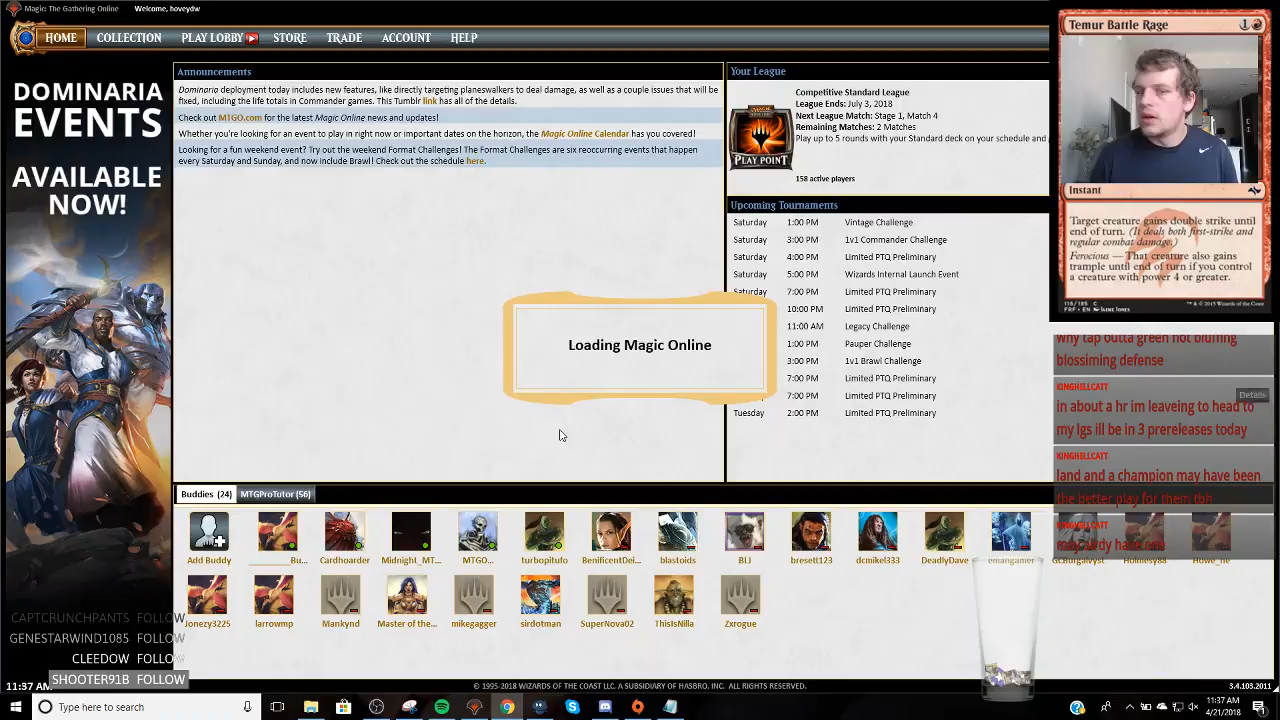 Magic: The Gathering Online
Welcome, hoveydw
HOME
COLLECTION
PLAY LOBBY
STORE
TRADE
ACCOUNT
HELP
DOMINARIA
EVENTS
AVAILABLE
NOW!
Announcements
Dominaria deployment today includes new features, like directly targeting planeswalkers to deal damage, as well as a couple issues that will be
fixed, including the life totals in Commander games. This Tumblr link has all of the details.
Check out MTGO.com for the latest Magic Online news and updates!
Whether you're looking for an event to play in right now or important dates on the horizon, the Magic Online Calendar has you covered!
Looking for a fun weekend event? Try out the weekend Format Challenges! The Format Challenges are six reoccurring events that happen
every Saturday and Sunday, and now include Brawl! Check out the schedule here.
Your League
PLAY POINT
Competitive Standard League
League Ends: July 3, 2018
Next League Match: Stage 1, Match 4
Remaining Matches: 2 Matches
Play up to 5 rounds with your Standard deck on your schedule and
158 active players
Upcoming Tournaments
Saturday 1:00 PM Vintage Challenge
Saturday 3:00 PM 1v1 Commander Challenge
Saturday 4:00 PM Limited PTQ Preliminary
Saturday 5:00 PM Wizards Internal Launch Event
Saturday 7:00 PM Limited PTQ Preliminary
10:00 PM Limited PTQ Preliminary
11:00 AM Legacy Challenge
1:00 PM Pauper Challenge
3:00 PM 1v1 Brawl Challenge
7:00 PM Limited PTQ Preliminary
7:00 PM Limited PTQ Preliminary
Tuesday 2:00 PM Limited PTQ Preliminary
Loading Magic Online
Temur Battle Rage 1
Instant
Target creature gains double strike until
end of turn. (It deals both first-strike and
regular combat damage.)
Ferocious — That creature also gains
trample until end of turn if you control
a creature with power 4 or greater.
116/185 C
FRF • EN
why tap outta green not bluffing
blossiming defense
KINGHELLCATT
Details
in about a hr im leaveing to head to
my lgs ill be in 3 prereleases today
KINGHELLCATT
land and a champion may have been
the better play for them tbh
KINGHELLCATT
Buddies (24)
MTGProTutor (56)
Add Buddy
Bu...
Cardhoarder
Midnight_MT...
MTGO...
turbopitufo
BenificentDei...
blastoids
BLJ
bresett123
dcmikel333
DeadlyDave
Holmesy88
Jonezy3225
larrowmp
Mankynd
Master of the...
mikegagger
sirdotman
SuperNova02
ThisIsNilla
Zxrogue
CAPTCRUNCHPANTS FOLLOW
GENESTARWIND1085 FOLLOW
CLEEDOW FOLLOW
SHOOTER91B FOLLOW
11:37 AM
© 1995-2018 WIZARDS OF THE COAST LLC, A SUBSIDIARY OF HASBRO, INC. ALL RIGHTS RESERVED.
3.4.103.2011
Type here to search
11:37 AM
4/21/2018